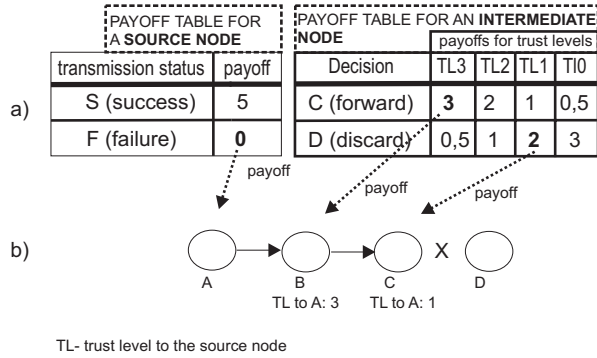 PAYOFF TABLE FOR
A SOURCE NODE
PAYOFF TABLE FOR AN INTERMEDIATE
NODE
payoffs for trust levels
transmission status payoff
Decision TL3 TL2 TL1 Tl0
a)
S (success) 5
C (forward) 3 2 1 0,5
F (failure) 0
D (discard) 0,5 1 2 3
payoff
payoff
payoff
b)
X
A
B
C
D
TL to A: 3
TL to A: 1
TL- trust level to the source node